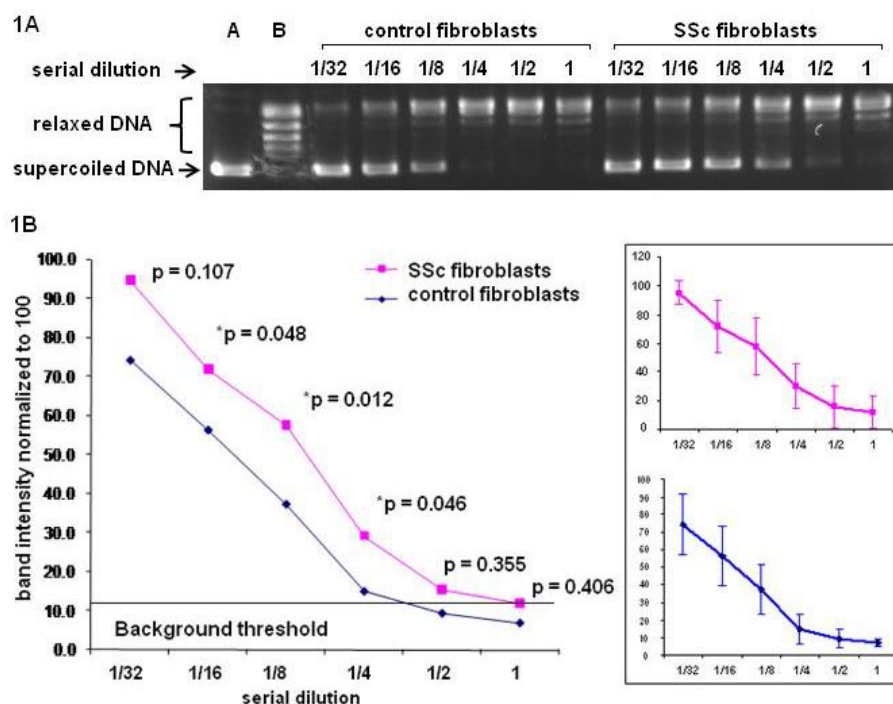 1A
A B control fibroblasts SSc fibroblasts
serial dilution → 1/32 1/16 1/8 1/4 1/2 1 1/32 1/16 1/8 1/4 1/2 1
relaxed DNA
supercoiled DNA →
1B
band intensity normalized to 100
100.0
90.0
80.0
70.0
60.0
50.0
40.0
30.0
20.0
10.0
0.0
SSc fibroblasts
control fibroblasts
p = 0.107
*p = 0.048
*p = 0.012
*p = 0.046
p = 0.355
p = 0.406
Background threshold
1/32 1/16 1/8 1/4 1/2 1
serial dilution
120
100
80
60
40
20
0
1/32 1/16 1/8 1/4 1/2 1
100
90
80
70
60
50
40
30
20
10
0
1/32 1/16 1/8 1/4 1/2 1